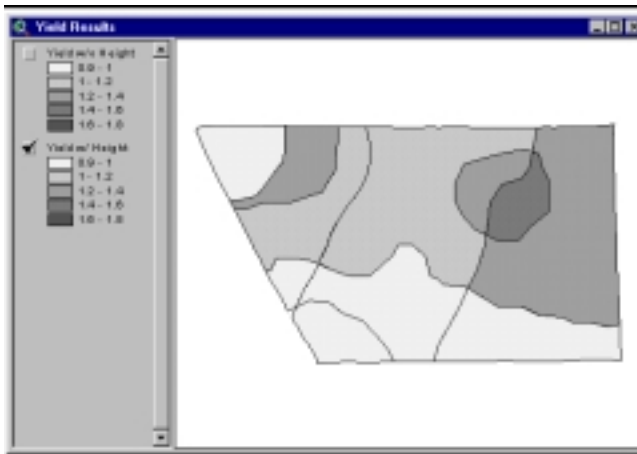 Yield Results
Yield w/o Height
0.9 - 1
1 - 1.2
1.2 - 1.4
1.4 - 1.6
1.6 - 1.8
Yield w/ Height
0.9 - 1
1 - 1.2
1.2 - 1.4
1.4 - 1.6
1.6 - 1.8